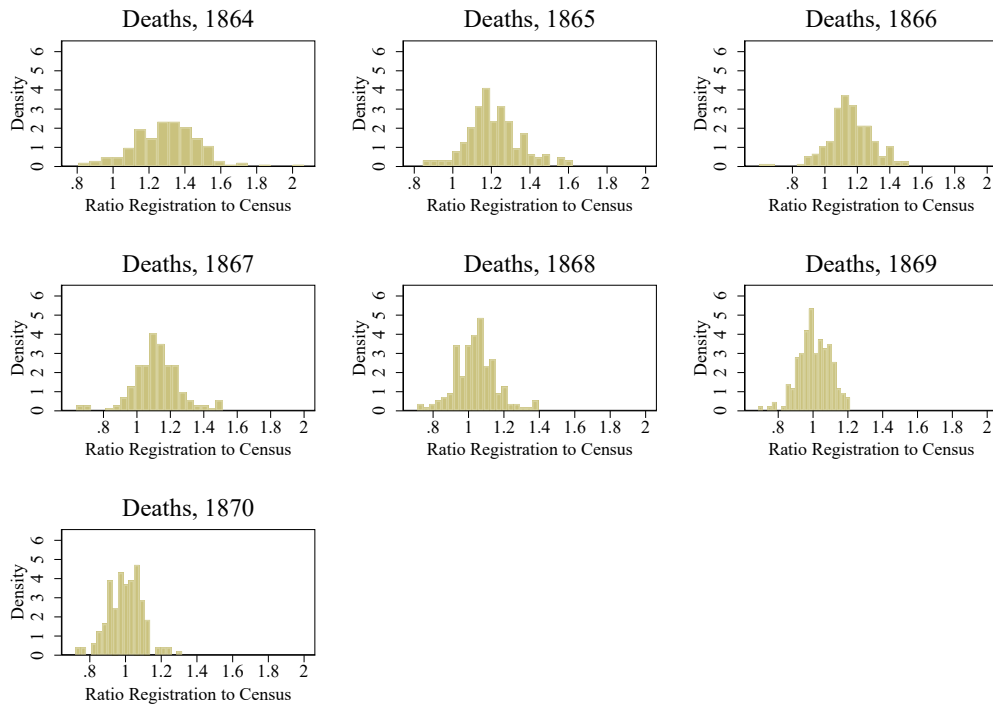 Deaths, 1864
Density
0 1 2 3 4 5 6
.8 1 1.2 1.4 1.6 1.8 2
Ratio Registration to Census
Deaths, 1865
Density
0 1 2 3 4 5 6
.8 1 1.2 1.4 1.6 1.8 2
Ratio Registration to Census
Deaths, 1866
Density
0 1 2 3 4 5 6
.8 1 1.2 1.4 1.6 1.8 2
Ratio Registration to Census
Deaths, 1867
Density
0 1 2 3 4 5 6
.8 1 1.2 1.4 1.6 1.8 2
Ratio Registration to Census
Deaths, 1868
Density
0 1 2 3 4 5 6
.8 1 1.2 1.4 1.6 1.8 2
Ratio Registration to Census
Deaths, 1869
Density
0 1 2 3 4 5 6
.8 1 1.2 1.4 1.6 1.8 2
Ratio Registration to Census
Deaths, 1870
Density
0 1 2 3 4 5 6
.8 1 1.2 1.4 1.6 1.8 2
Ratio Registration to Census